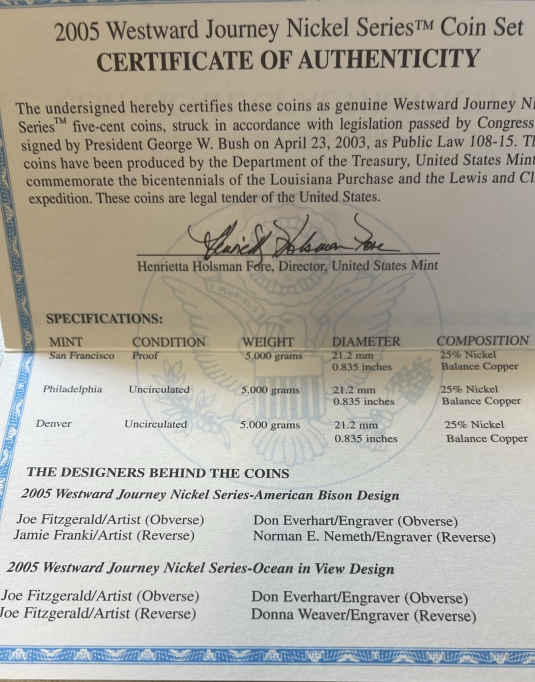 2005 Westward Journey Nickel Series™ Coin Set
CERTIFICATE OF AUTHENTICITY
The undersigned hereby certifies these coins as genuine Westward Journey
Series™ five-cent coins, struck in accordance with legislation passed by Congress
signed by President George W. Bush on April 23, 2003, as Public Law 108-15.
coins have been produced by the Department of the Treasury, United States Mint
commemorate the bicentennials of the Louisiana Purchase and the Lewis and
expedition. These coins are legal tender of the United States.
Henrietta Holsman Fore
Henrietta Holsman Fore, Director, United States Mint
SPECIFICATIONS:
MINT CONDITION WEIGHT DIAMETER COMPOSITION
San Francisco Proof 5.000 grams 21.2 mm 25% Nickel
0.835 inches Balance Copper
Philadelphia Uncirculated 5.000 grams 21.2 mm 25% Nickel
0.835 inches Balance Copper
Denver Uncirculated 5.000 grams 21.2 mm 25% Nickel
0.835 inches Balance Copper
THE DESIGNERS BEHIND THE COINS
2005 Westward Journey Nickel Series-American Bison Design
Joe Fitzgerald/Artist (Obverse) Don Everhart/Engraver (Obverse)
Jamie Franki/Artist (Reverse) Norman E. Nemeth/Engraver (Reverse)
2005 Westward Journey Nickel Series-Ocean in View Design
Joe Fitzgerald/Artist (Obverse) Don Everhart/Engraver (Obverse)
Joe Fitzgerald/Artist (Reverse) Donna Weaver/Engraver (Reverse)